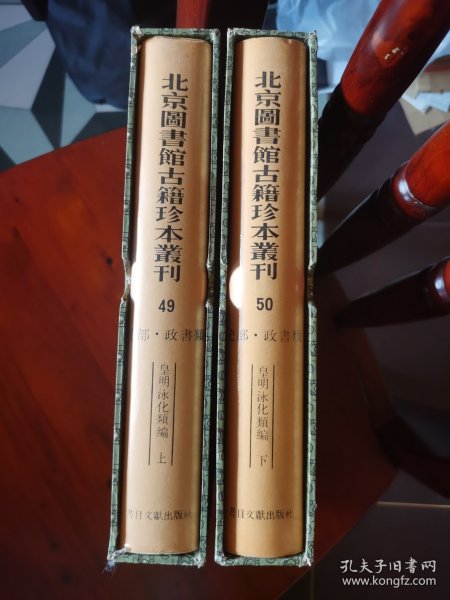 北京圖書館古籍珍本叢刊
49
類書政・部
皇明泳化類編 上
書目文獻出版社
北京圖書館古籍珍本叢刊
50
類書政・部史
皇明泳化類編 下
書目文獻出版社
孔夫子旧书网
www.kongfz.com